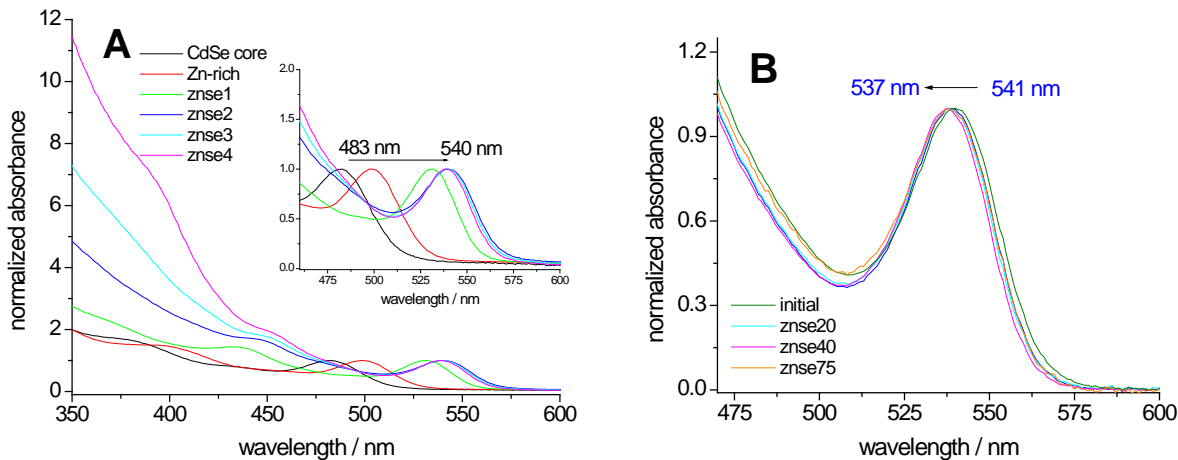 A
CdSe core
Zn-rich
znse1
znse2
znse3
znse4
normalized absorbance
12
10
8
6
4
2
0
350 400 450 500 550 600
wavelength / nm
2.0
1.5
1.0
0.5
0.0
483 nm 540 nm
475 500 525 550 575 600
wavelength / nm
B
537 nm 541 nm
normalized absorbance
1.2
0.9
0.6
0.3
0.0
initial
znse20
znse40
znse75
475 500 525 550 575 600
wavelength / nm